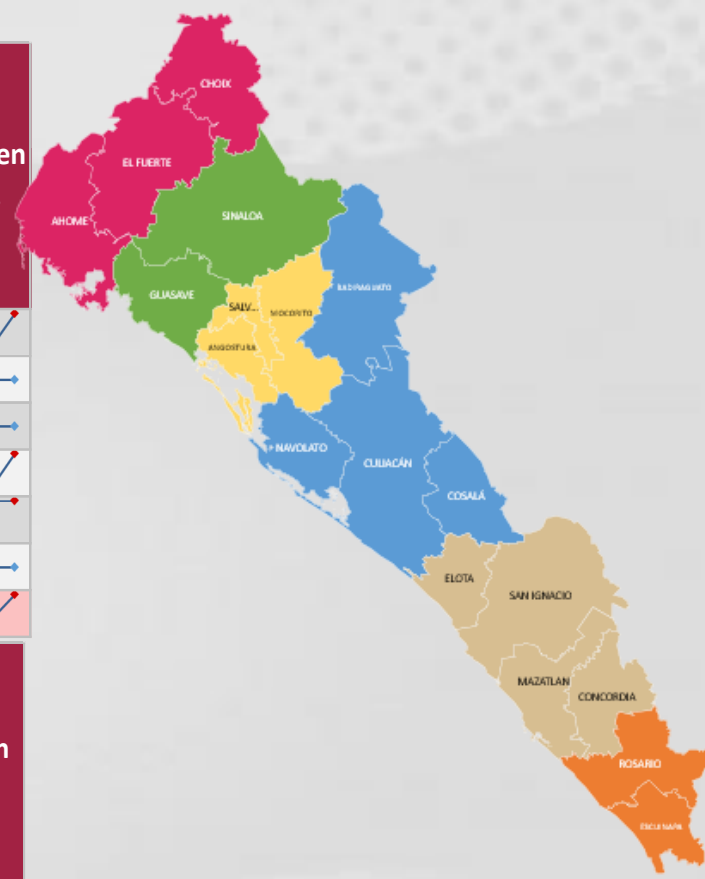 CHOIX
en
EL FUERTE
SINALOA
AHOME
BADIRAGUATO
GUASAVE
SALV...
MOCORITO
ANGOSTURA
NAVOLATO
CULIACÁN
COSALÁ
ELOTA
SAN IGNACIO
MAZATLAN
CONCORDIA
n
ROSARIO
ESCUINAPA